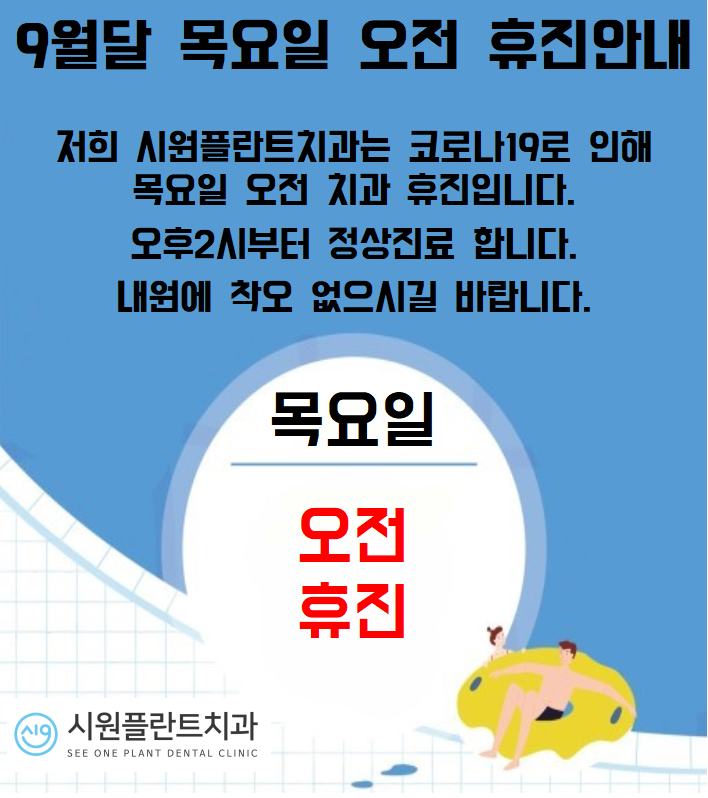 9월달 목요일 오전 휴진안내
저희 시원플란트치과는 코로나19로 인해
목요일 오전 치과 휴진입니다.
오후2시부터 정상진료 합니다.
내원에 착오 없으시길 바랍니다.
목요일
오전
휴진
시원
시원플란트치과
SEE ONE PLANT DENTAL CLINIC